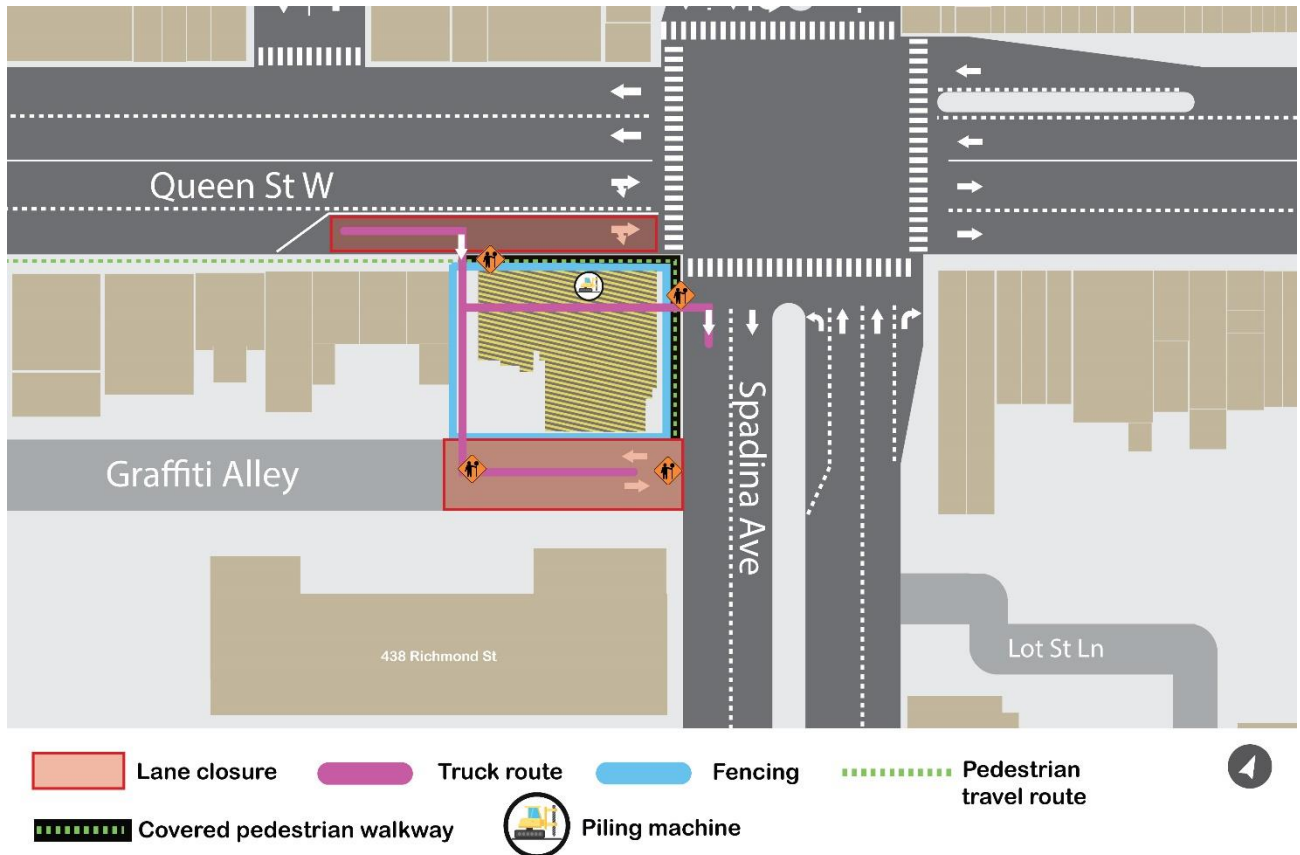 Queen St W
Spadina Ave
Graffiti Alley
438 Richmond St
Lot St Ln
Lane closure
Truck route
Fencing
Pedestrian
travel route
Covered pedestrian walkway
Piling machine